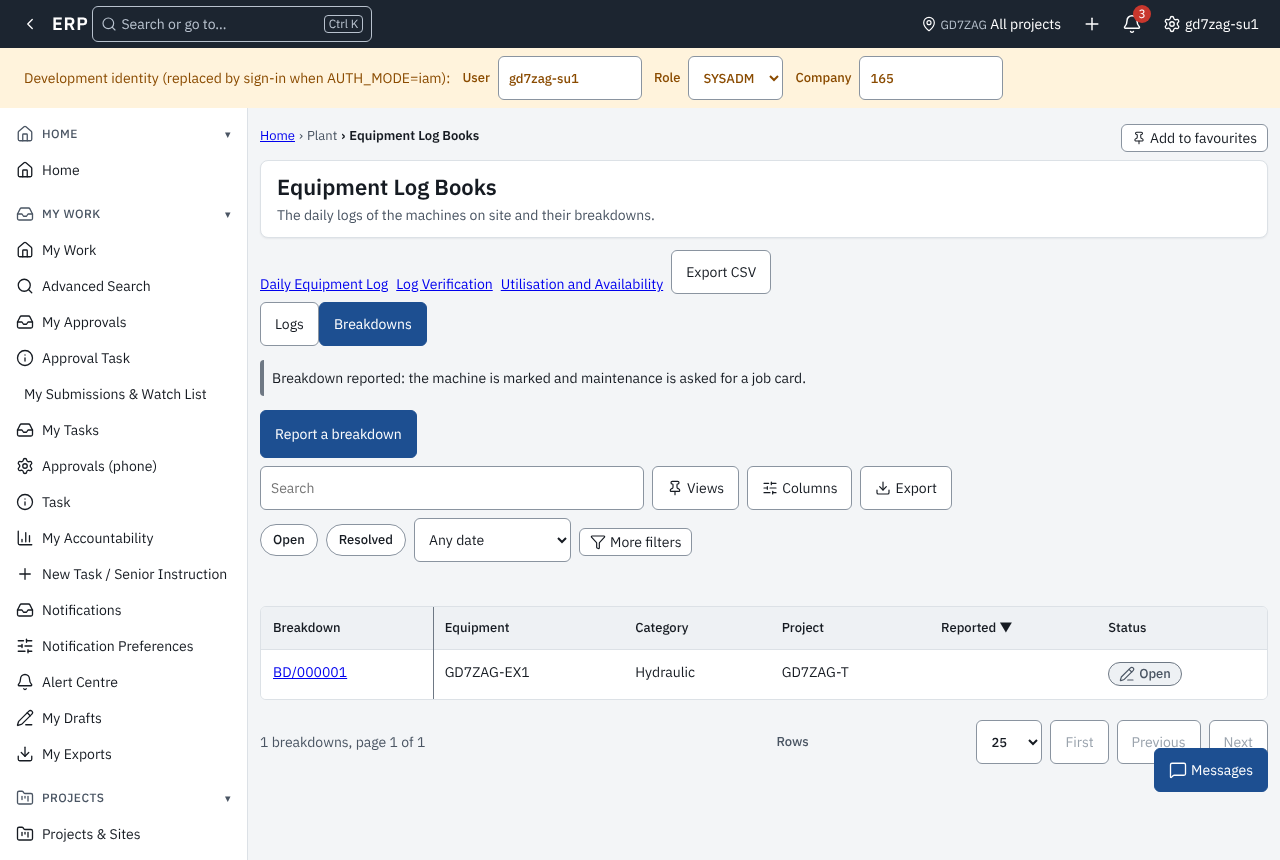 ERP Search or go to... Ctrl K GD7ZAG All projects 3 gd7zag-su1
Development identity (replaced by sign-in when AUTH_MODE=iam): User gd7zag-su1 Role SYSADM Company 165
HOME
Home
MY WORK
My Work
Advanced Search
My Approvals
Approval Task
My Submissions & Watch List
My Tasks
Approvals (phone)
Task
My Accountability
New Task / Senior Instruction
Notifications
Notification Preferences
Alert Centre
My Drafts
My Exports
PROJECTS
Projects & Sites
Home › Plant › Equipment Log Books
Add to favourites
Equipment Log Books
The daily logs of the machines on site and their breakdowns.
Daily Equipment Log Log Verification Utilisation and Availability Export CSV
Logs Breakdowns
Breakdown reported: the machine is marked and maintenance is asked for a job card.
Report a breakdown
Search Views Columns Export
Open Resolved Any date More filters
Breakdown Equipment Category Project Reported ▼ Status
BD/000001 GD7ZAG-EX1 Hydraulic GD7ZAG-T Open
1 breakdowns, page 1 of 1 Rows 25 First Previous Next
Messages